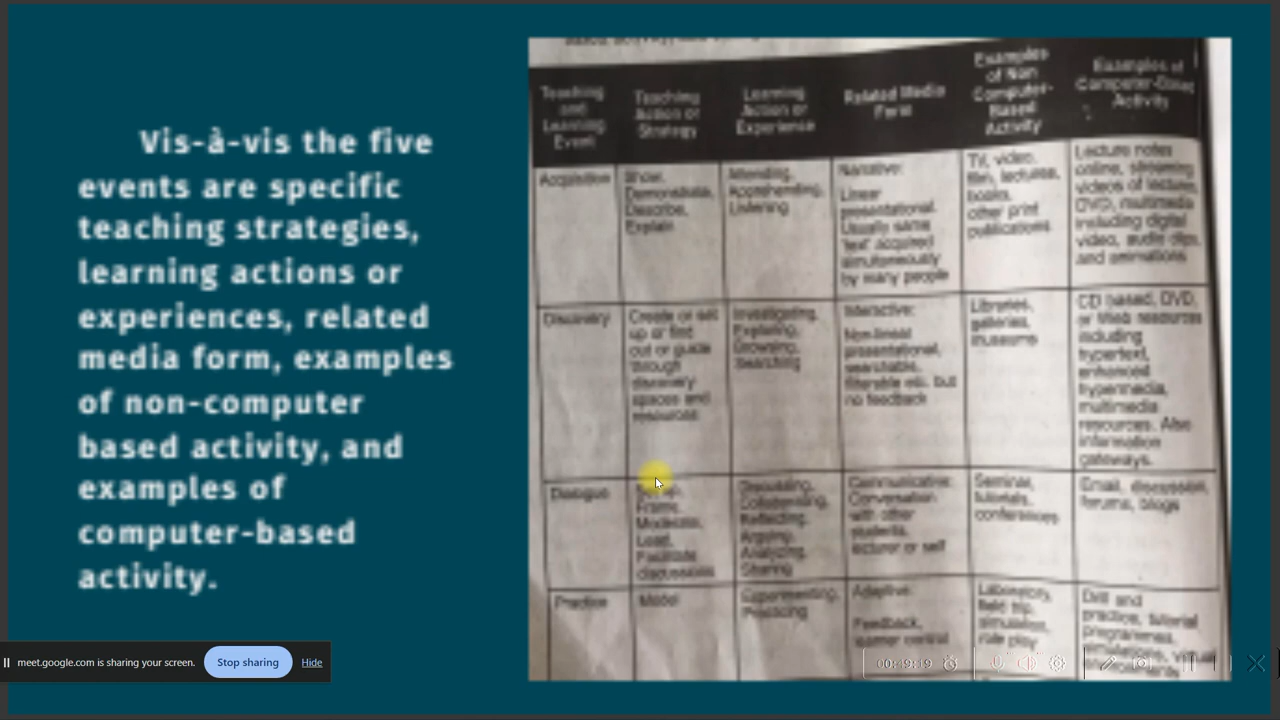 Vis-à-vis the five
events are specific
teaching strategies,
learning actions or
experiences, related
media form, examples
of non-computer
based activity, and
examples of
computer-based
activity.
Teaching
and
Learning
Event
Teaching
Action or
Strategy
Learning
Action or
Experience
Related Media
Form
Examples
of Non
Computer-
Based
Activity
Examples of
Computer-Based
Activity
Acquisition
Show,
Demonstrate,
Describe,
Explain
Attending,
Apprehending,
Listening
Narrative:
Linear
presentational.
Usually same
'text' acquired
simultaneously
by many people
TV, video,
film, lectures,
books,
other print
publications
Lecture notes
online, streaming
videos of lecture,
DVD, multimedia
including digital
video, audio clips,
and animations
Discovery
Create or set
up or find
out or guide
through
discovery
spaces and
resources
Investigating,
Exploring,
Browsing,
Searching
Interactive:
Non-linear
presentational,
searchable,
filterable etc. but
no feedback
Libraries,
galleries,
museums
CD based, DVD,
or Web resources
including
hypertext,
enhanced
hypermedia,
multimedia
resources. Also
information
gateways.
Dialogue
Frame,
Moderate,
Lead,
Facilitate
discussions
Discussing,
Collaborating,
Reflecting,
Arguing,
Analyzing,
Sharing
Communicative:
Conversation
with other
students,
lecturer or self
Seminar,
tutorials,
conferences
Email, discussion,
forums, blogs
Practice
Model
Experimenting,
Practicing
Adaptive:
Feedback,
learner control
Laboratory,
field trip,
simulation,
role play
Drill and
practice, tutorial
programmes,
simulations,
meet.google.com is sharing your screen.
Stop sharing
Hide
00:49:19